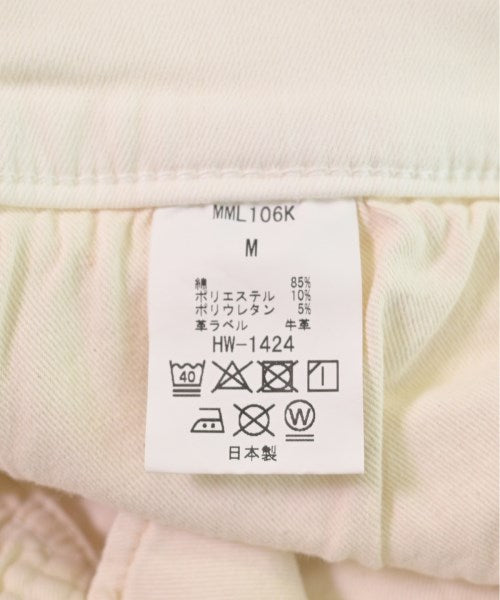 MML106K
M
綿 85%
ポリエステル 10%
ポリウレタン 5%
革ラベル 牛革
HW-1424
40
W
日本製